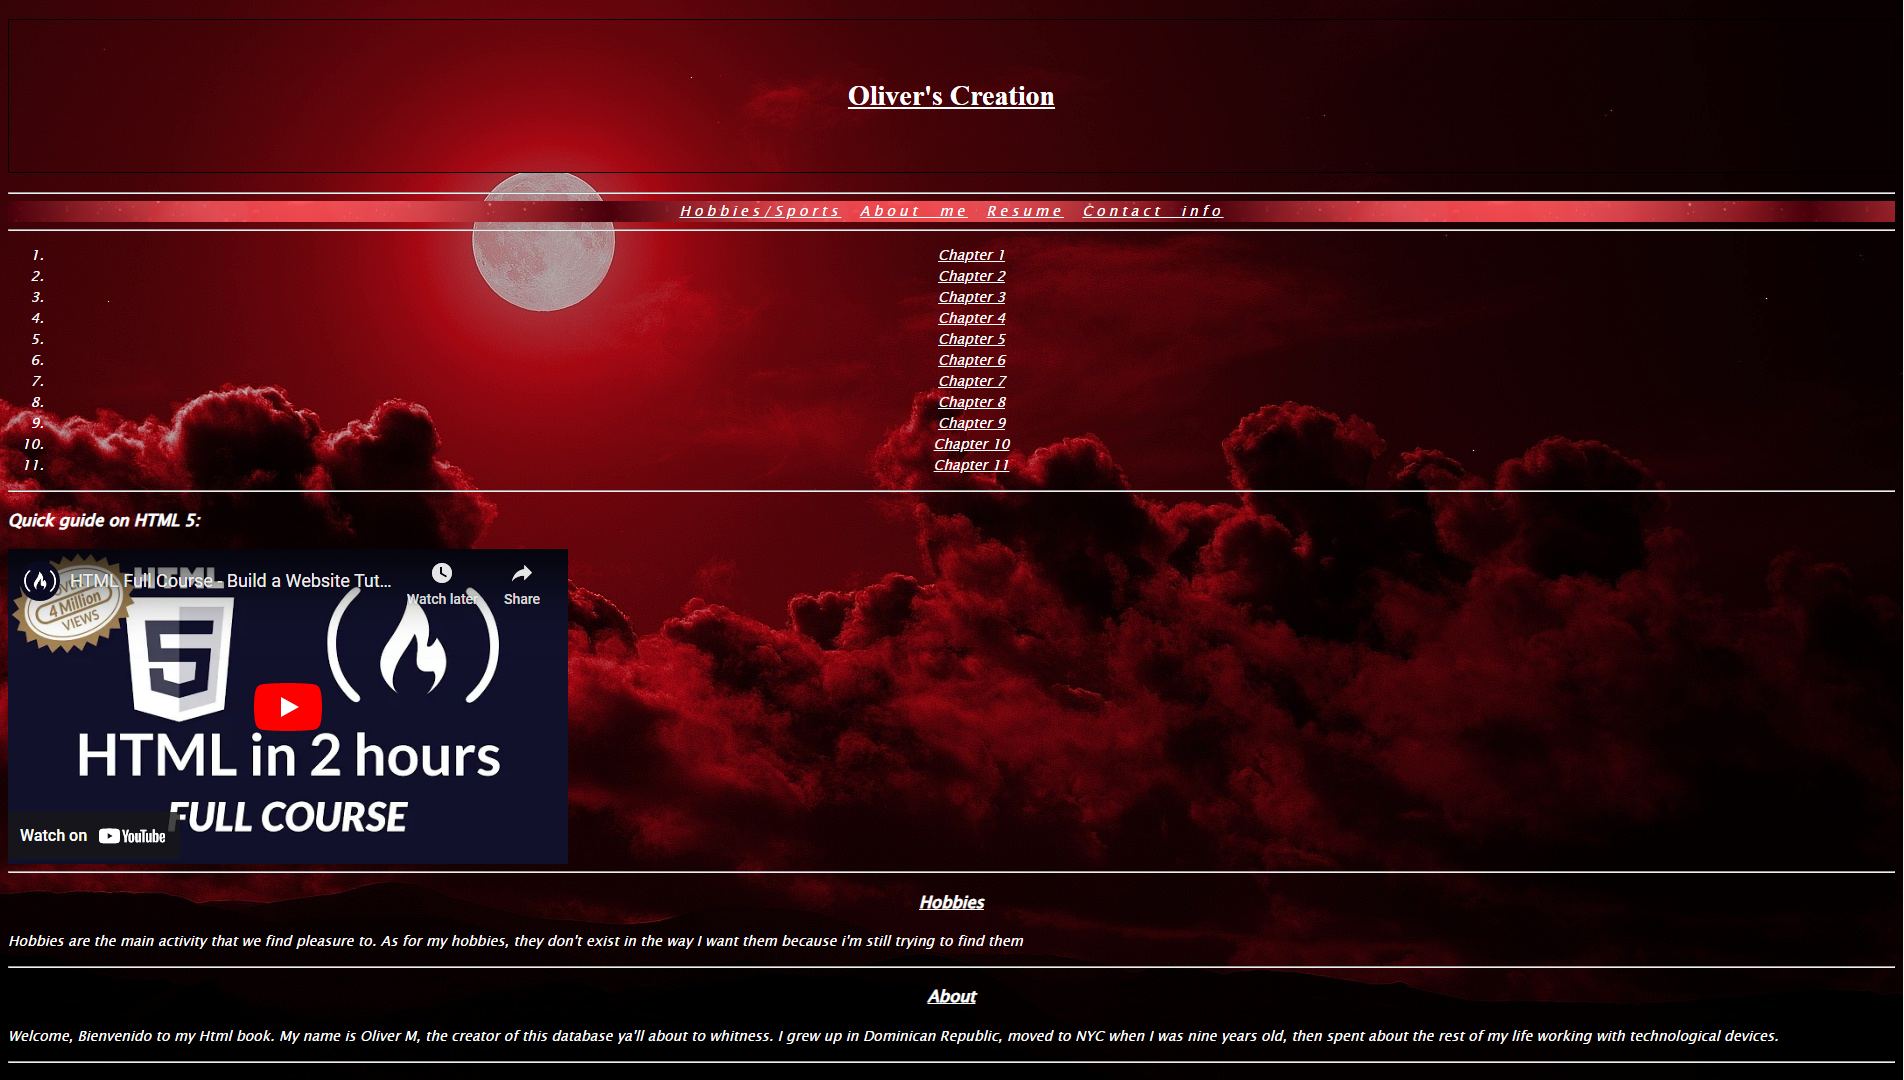 Oliver's Creation
Hobbies/Sports About me Resume Contact info
1. Chapter 1
2. Chapter 2
3. Chapter 3
4. Chapter 4
5. Chapter 5
6. Chapter 6
7. Chapter 7
8. Chapter 8
9. Chapter 9
10. Chapter 10
11. Chapter 11
Quick guide on HTML 5:
HTML Full Course - Build a Website Tut...
Watch later
Share
HTML
4 Million
VIEWS
5
HTML in 2 hours
FULL COURSE
Watch on YouTube
Hobbies
Hobbies are the main activity that we find pleasure to. As for my hobbies, they don't exist in the way I want them because i'm still trying to find them
About
Welcome, Bienvenido to my Html book. My name is Oliver M, the creator of this database ya'll about to whitness. I grew up in Dominican Republic, moved to NYC when I was nine years old, then spent about the rest of my life working with technological devices.